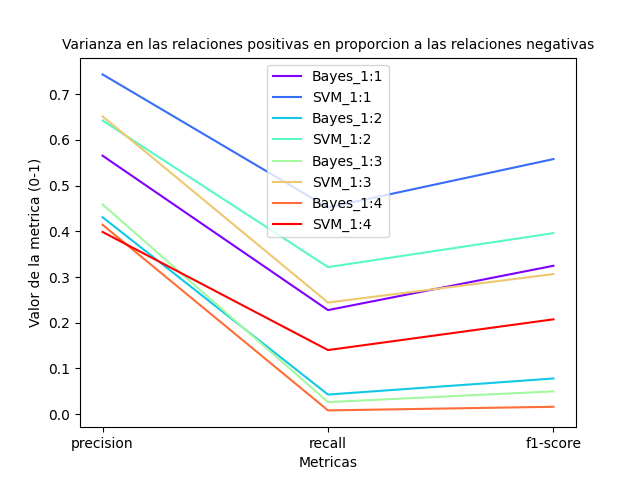 Varianza en las relaciones positivas en proporcion a las relaciones negativas
Valor de la metrica (0-1)
0.7
0.6
0.5
0.4
0.3
0.2
0.1
0.0
Bayes_1:1
SVM_1:1
Bayes_1:2
SVM_1:2
Bayes_1:3
SVM_1:3
Bayes_1:4
SVM_1:4
precision
recall
f1-score
Metricas